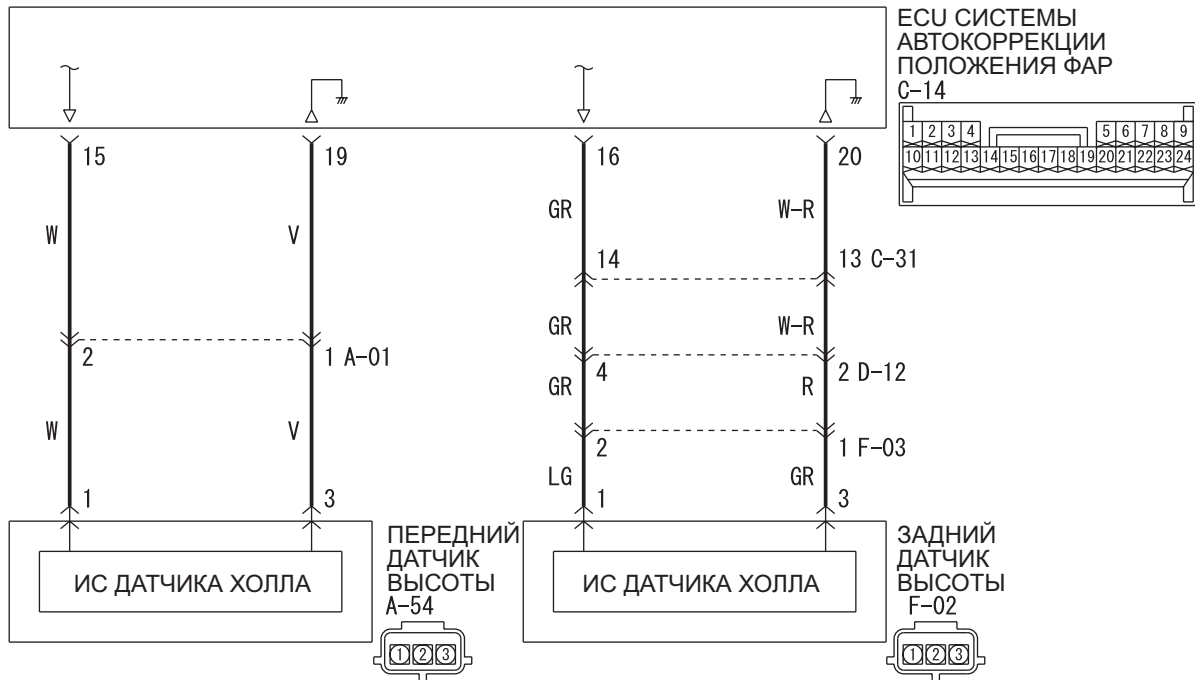 ECU СИСТЕМЫ
АВТОКОРРЕКЦИИ
ПОЛОЖЕНИЯ ФАР
C-14
1 2 3 4 5 6 7 8 9
10 11 12 13 14 15 16 17 18 19 20 21 22 23 24
15 19 16 20
W V GR W-R
14 13 C-31
GR W-R
2 1 A-01
4 2 D-12
GR R
W V
2 1 F-03
LG GR
1 3 1 3
ПЕРЕДНИЙ
ДАТЧИК
ВЫСОТЫ
A-54
ЗАДНИЙ
ДАТЧИК
ВЫСОТЫ
F-02
ИС ДАТЧИКА ХОЛЛА
ИС ДАТЧИКА ХОЛЛА
1 2 3
1 2 3